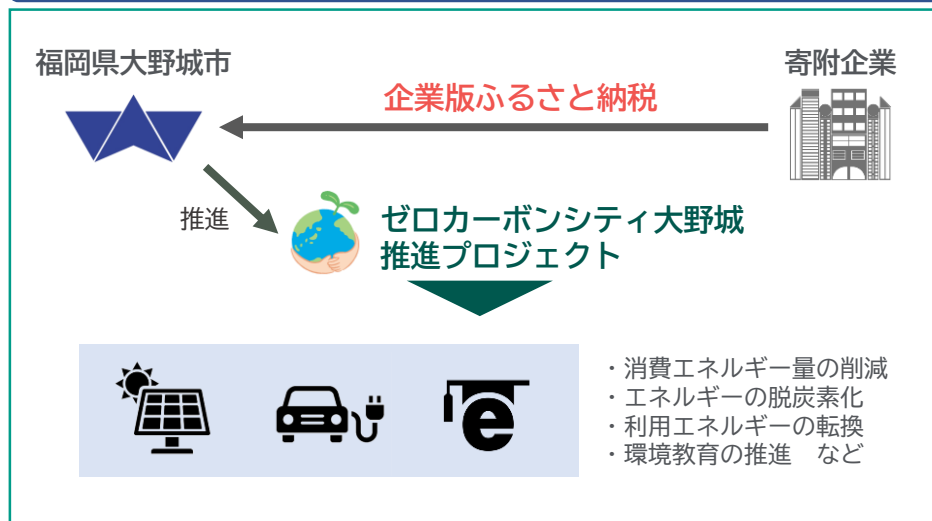 福岡県大野城市
寄附企業
企業版ふるさと納税
推進
ゼロカーボンシティ大野城
推進プロジェクト
・消費エネルギー量の削減
・エネルギーの脱炭素化
・利用エネルギーの転換
・環境教育の推進　など
e